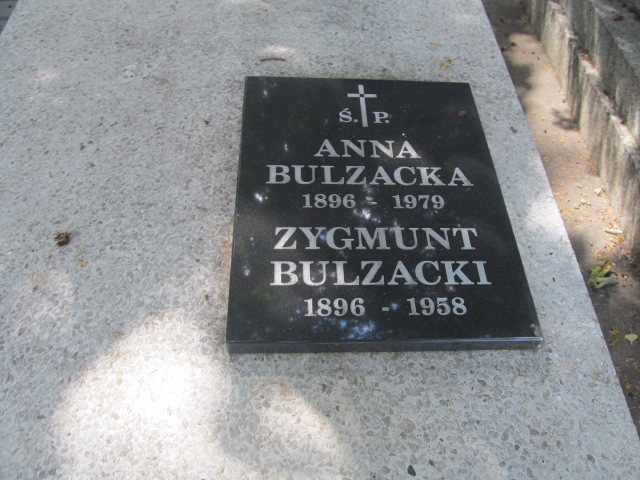 Ś. P.
ANNA
BULZACKA
1896 - 1979
ZYGMUNT
BULZACKI
1896 - 1958